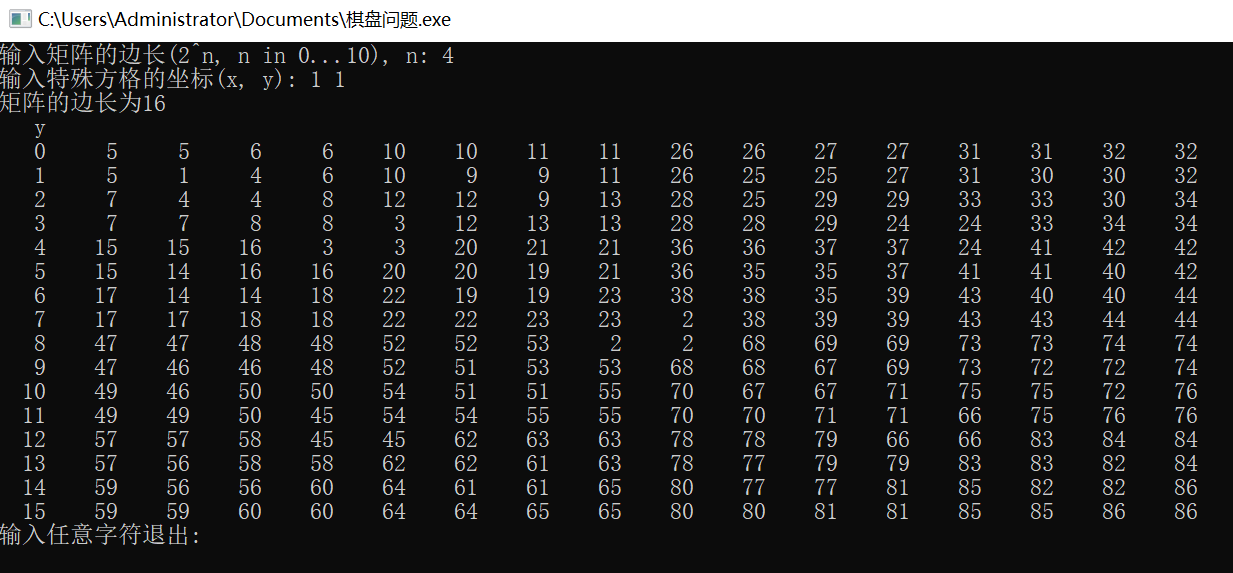 C:\Users\Administrator\Documents\棋盘问题.exe
输入矩阵的边长(2^n, n in 0...10), n: 4
输入特殊方格的坐标(x, y): 1 1
矩阵的边长为16
y
0 5 5 6 6 10 10 11 11 26 26 27 27 31 31 32 32
1 5 1 4 6 10 9 9 11 26 25 25 27 31 30 30 32
2 7 4 4 8 12 12 9 13 28 25 29 29 33 33 30 34
3 7 7 8 8 3 12 13 13 28 28 29 24 24 33 34 34
4 15 15 16 3 3 20 21 21 36 36 37 37 24 41 42 42
5 15 14 16 16 20 20 19 21 36 35 35 37 41 41 40 42
6 17 14 14 18 22 19 19 23 38 38 35 39 43 40 40 44
7 17 17 18 18 22 22 23 23 2 38 39 39 43 43 44 44
8 47 47 48 48 52 52 53 2 2 68 69 69 73 73 74 74
9 47 46 46 48 52 51 53 53 68 68 67 69 73 72 72 74
10 49 46 50 50 54 51 51 55 70 67 67 71 75 75 72 76
11 49 49 50 45 54 54 55 55 70 70 71 71 66 75 76 76
12 57 57 58 45 45 62 63 63 78 78 79 66 66 83 84 84
13 57 56 58 58 62 62 61 63 78 77 79 79 83 83 82 84
14 59 56 56 60 64 61 61 65 80 77 77 81 85 82 82 86
15 59 59 60 60 64 64 65 65 80 80 81 81 85 85 86 86
输入任意字符退出: